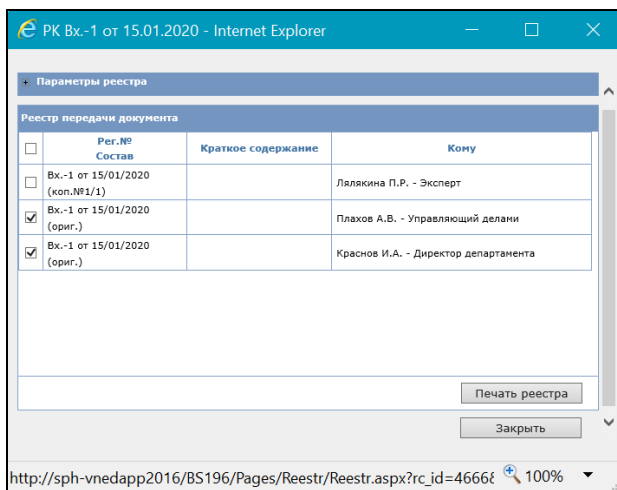 РК Вх.-1 от 15.01.2020 - Internet Explorer
Параметры реестра
Реестр передачи документа
Рег.№ Состав Краткое содержание Кому
Вх.-1 от 15/01/2020 (коп.№1/1) Лялякина П.Р. - Эксперт
Вх.-1 от 15/01/2020 (ориг.) Плахов А.В. - Управляющий делами
Вх.-1 от 15/01/2020 (ориг.) Краснов И.А. - Директор департамента
Печать реестра
Закрыть
http://sph-vnedapp2016/BS196/Pages/Reestr/Reestr.aspx?rc_id=4666 100%